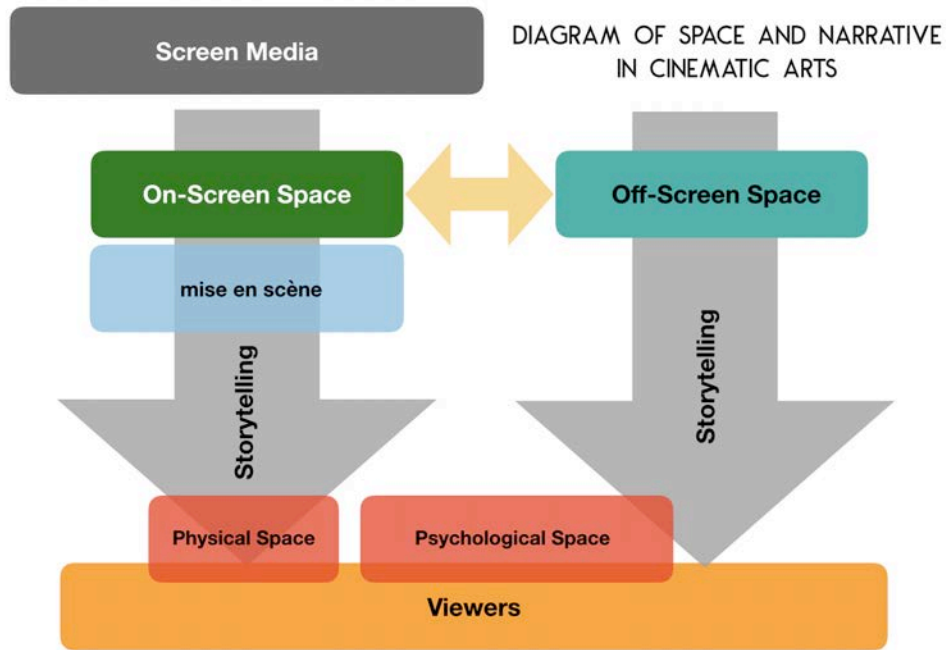 Screen Media
DIAGRAM OF SPACE AND NARRATIVE
IN CINEMATIC ARTS
On-Screen Space
Off-Screen Space
mise en scène
Storytelling
Storytelling
Physical Space
Psychological Space
Viewers